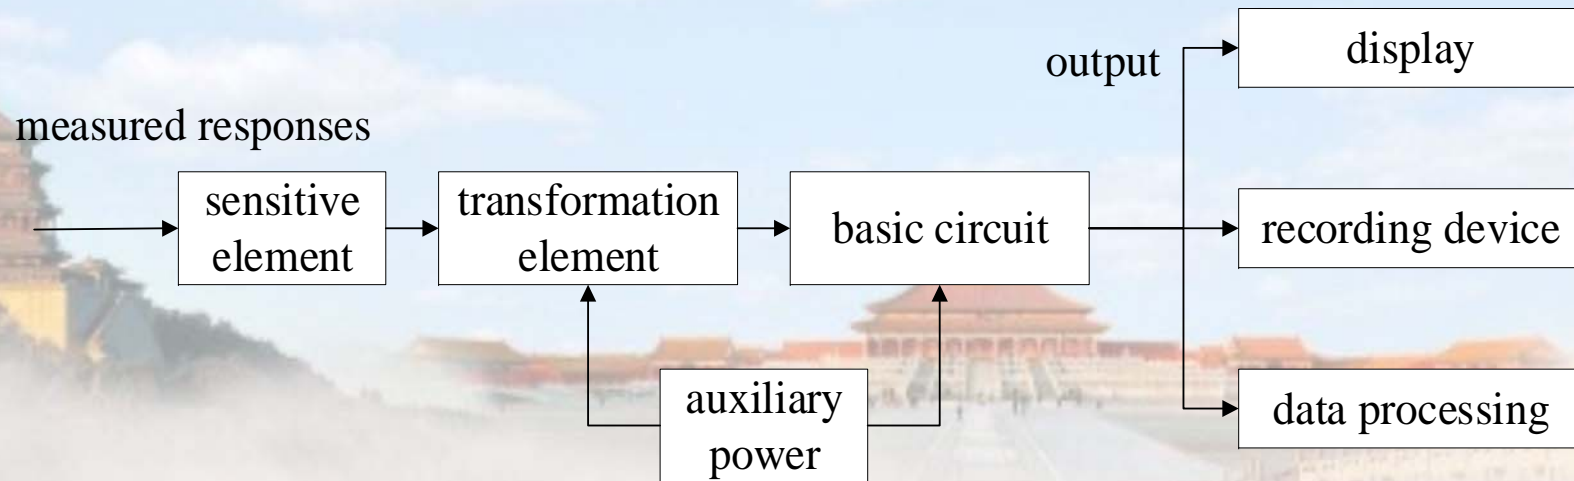 measured responses
sensitive
element
transformation
element
basic circuit
auxiliary
power
output
display
recording device
data processing